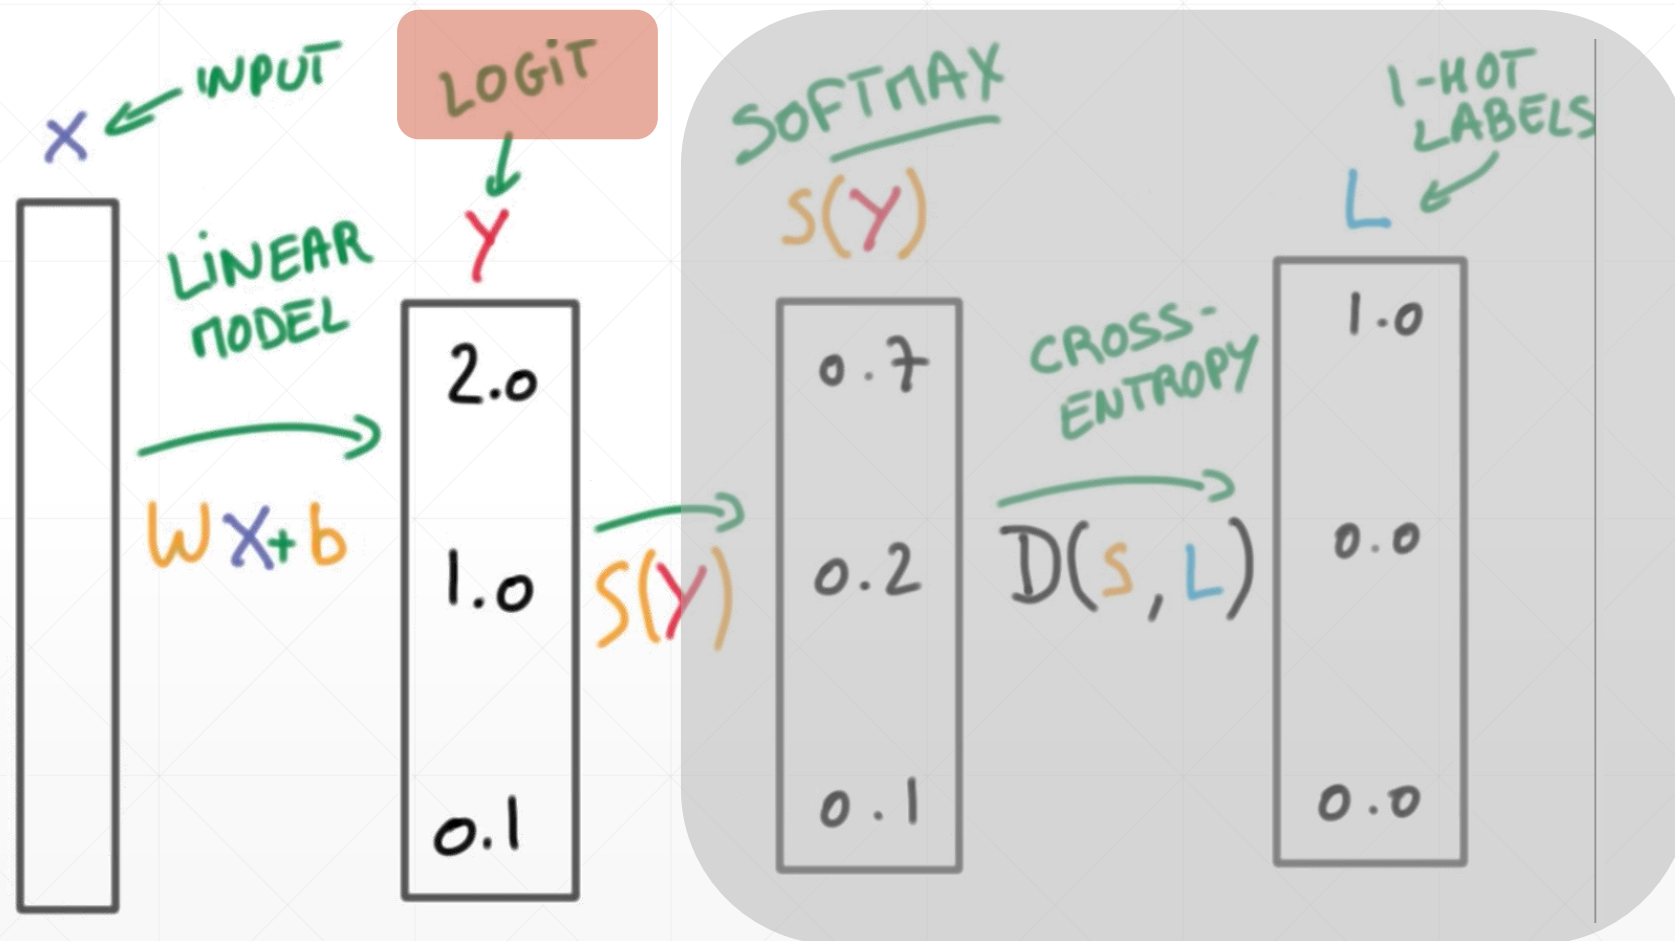 X
INPUT
LINEAR
MODEL
WX+b
LOGIT
Y
2.0
1.0
0.1
S(Y)
SOFTMAX
S(Y)
0.7
0.2
0.1
CROSS-
ENTROPY
D(S,L)
1-HOT
LABELS
L
1.0
0.0
0.0